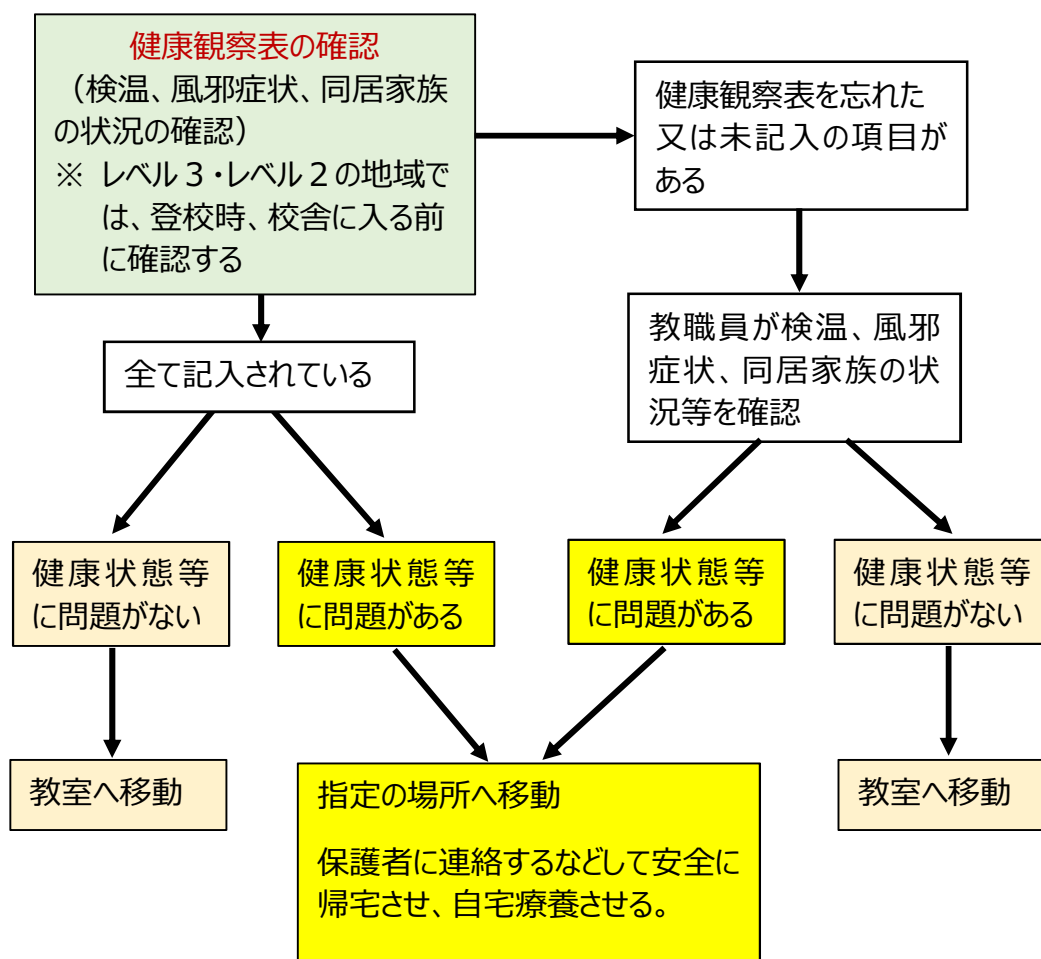 健康観察表の確認
（検温、風邪症状、同居家族
の状況の確認）
※ レベル３・レベル２の地域で
は、登校時、校舎に入る前
に確認する
健康観察表を忘れた
又は未記入の項目が
ある
全て記入されている
教職員が検温、風邪
症状、同居家族の状
況等を確認
健康状態等
に問題がない
健康状態等
に問題がある
健康状態等
に問題がある
健康状態等
に問題がない
教室へ移動
指定の場所へ移動
保護者に連絡するなどして安全に
帰宅させ、自宅療養させる。
教室へ移動